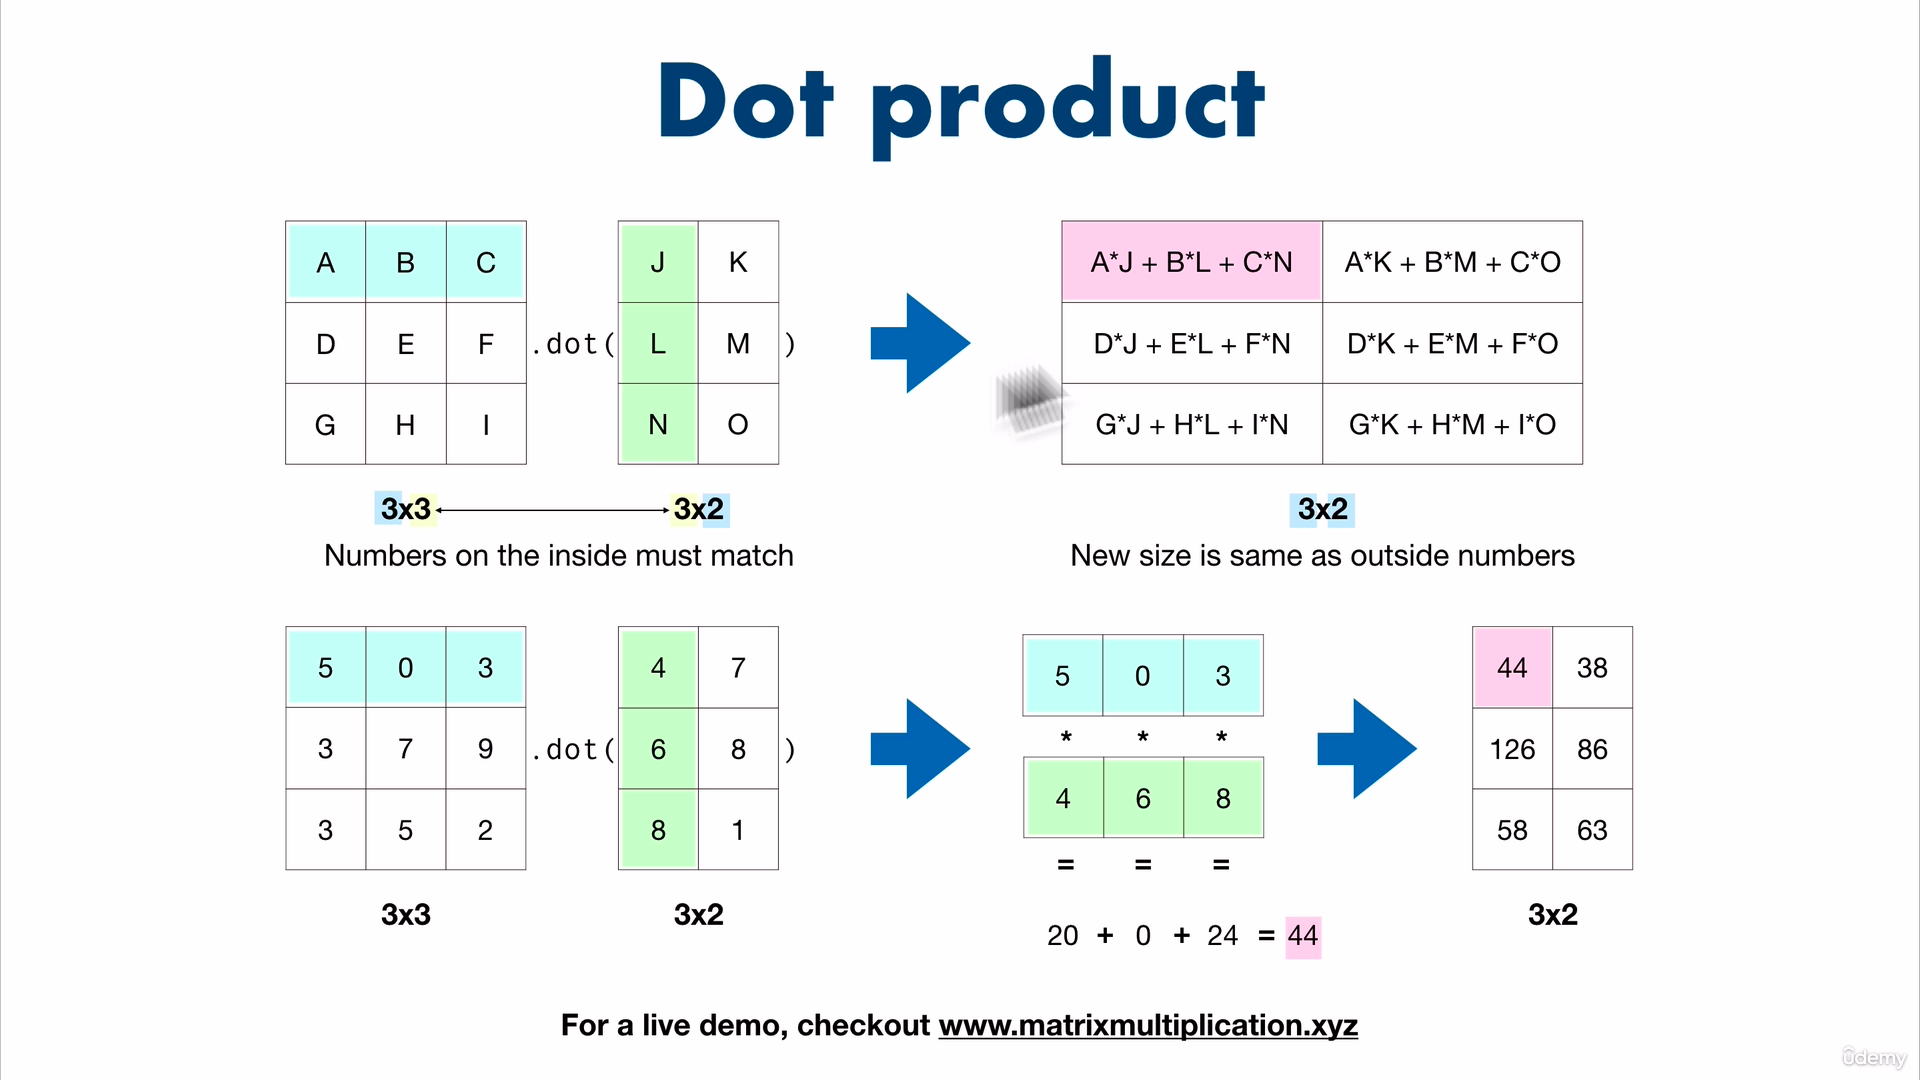 Dot product
A B C
D E F
G H I
.dot(
J K
L M
N O
)
A*J + B*L + C*N A*K + B*M + C*O
D*J + E*L + F*N D*K + E*M + F*O
G*J + H*L + I*N G*K + H*M + I*O
3x3 3x2
3x2
Numbers on the inside must match
New size is same as outside numbers
5 0 3
3 7 9
3 5 2
.dot(
4 7
6 8
8 1
)
5 0 3
* * *
4 6 8
= = =
20 + 0 + 24 = 44
44 38
126 86
58 63
3x3
3x2
3x2
For a live demo, checkout www.matrixmultiplication.xyz
ûdemy